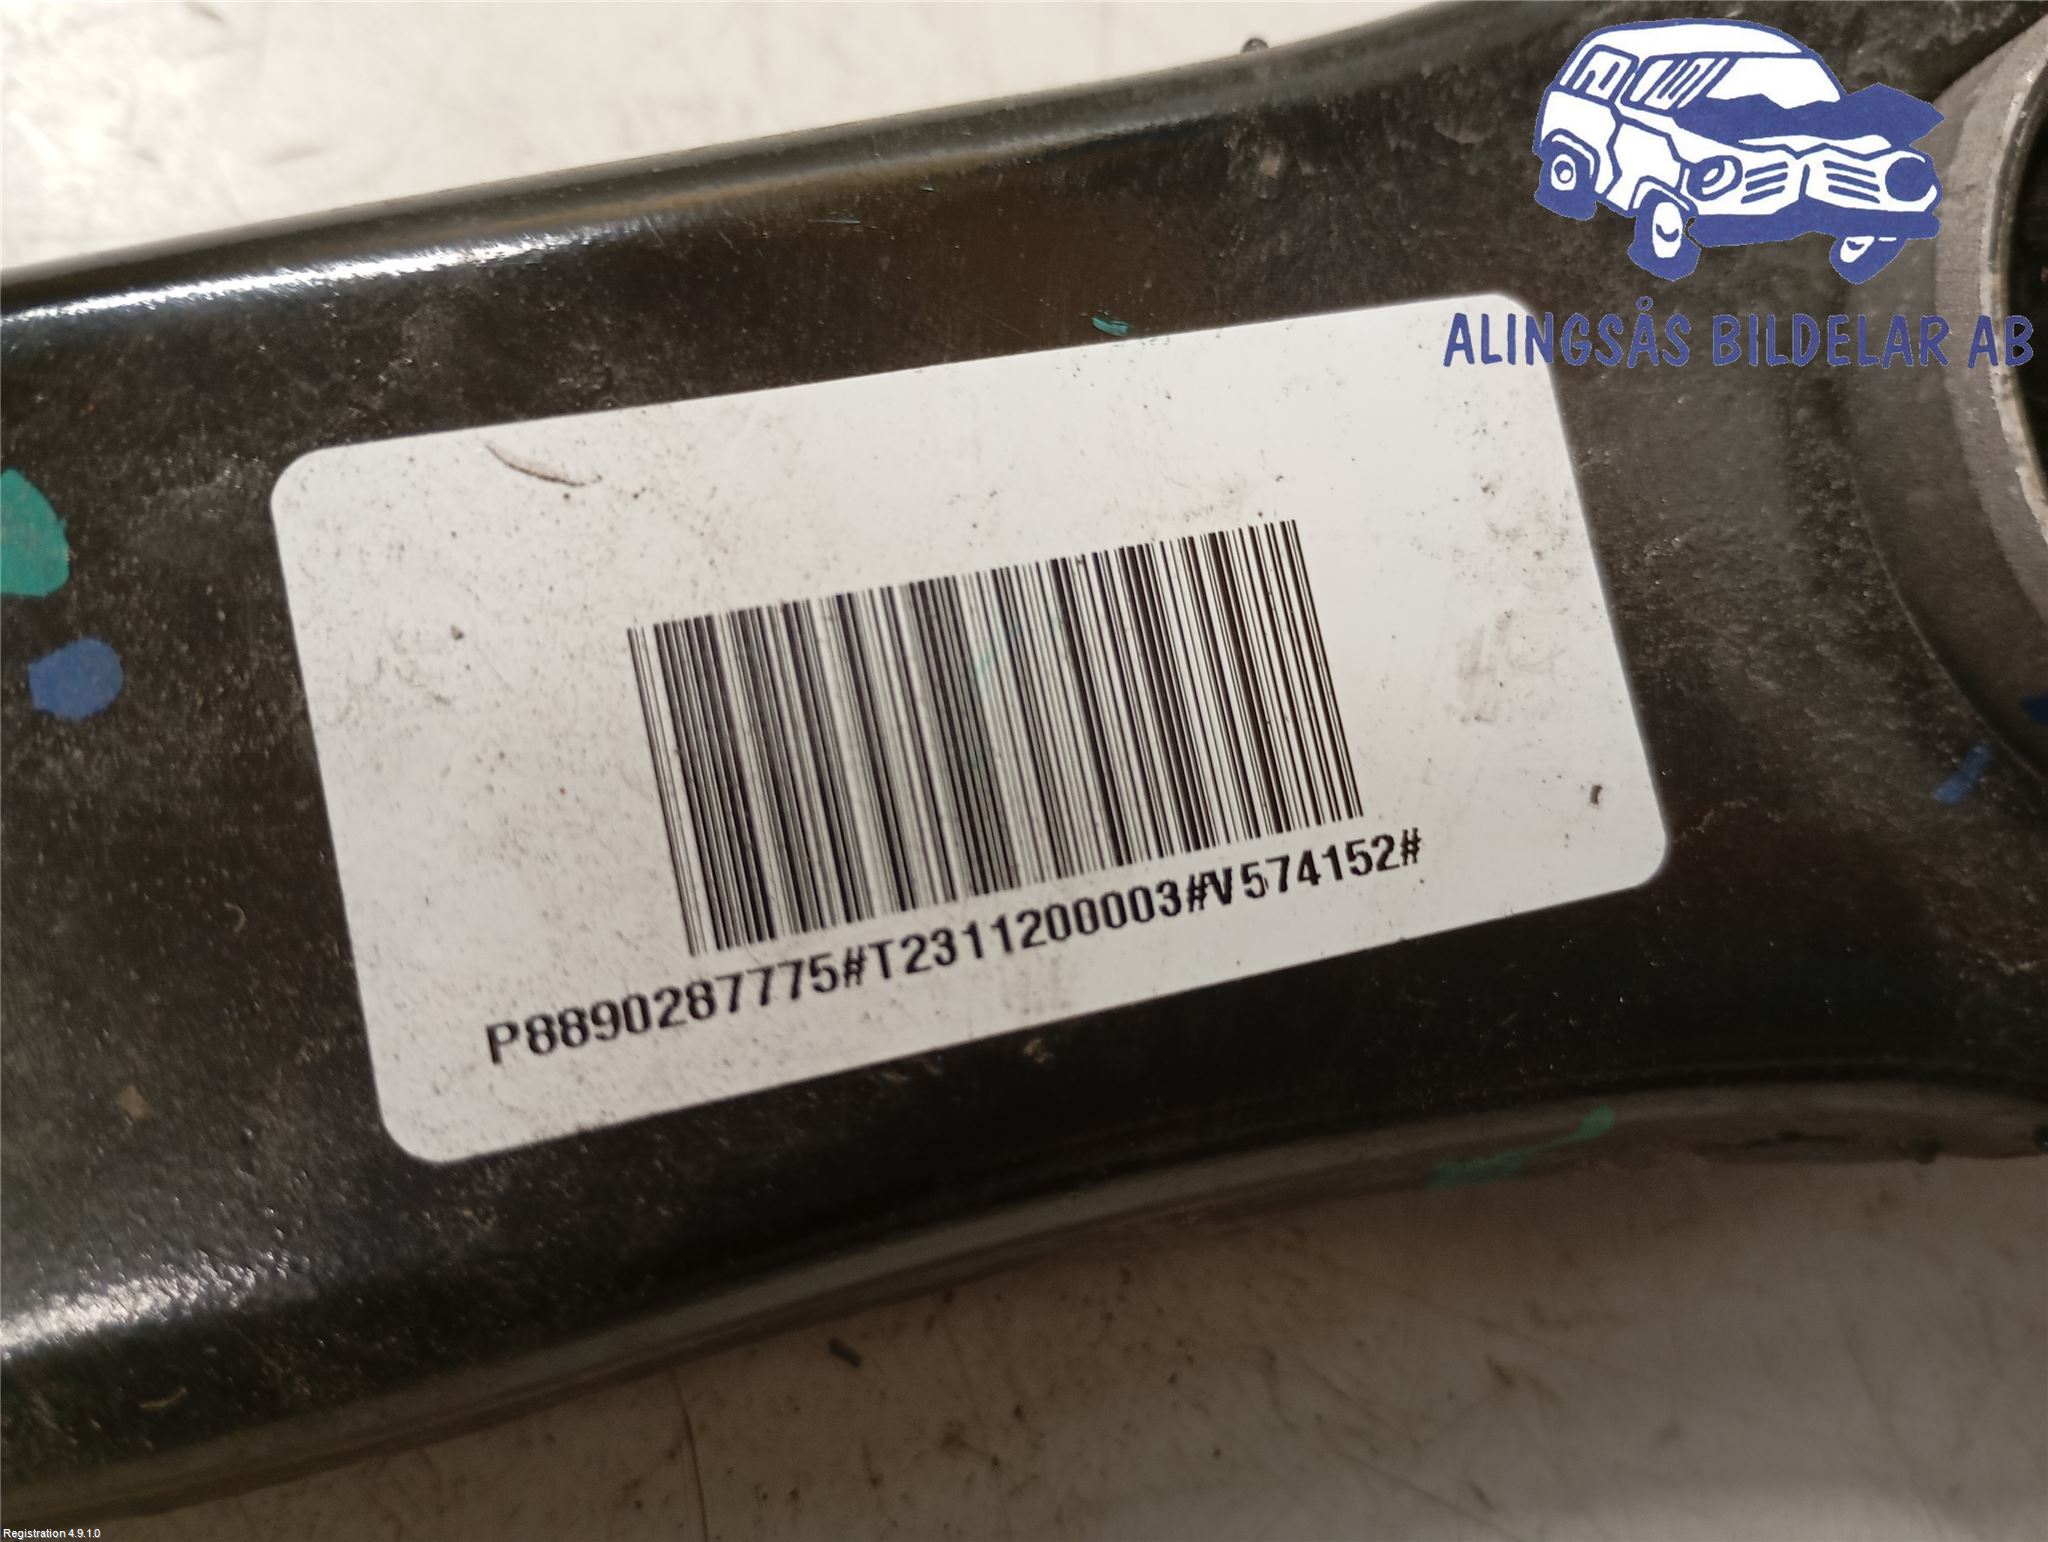 ALINGSÅS BILDELAR AB
P8890287775#T2311200003#V574152#
Registration 4.9.1.0